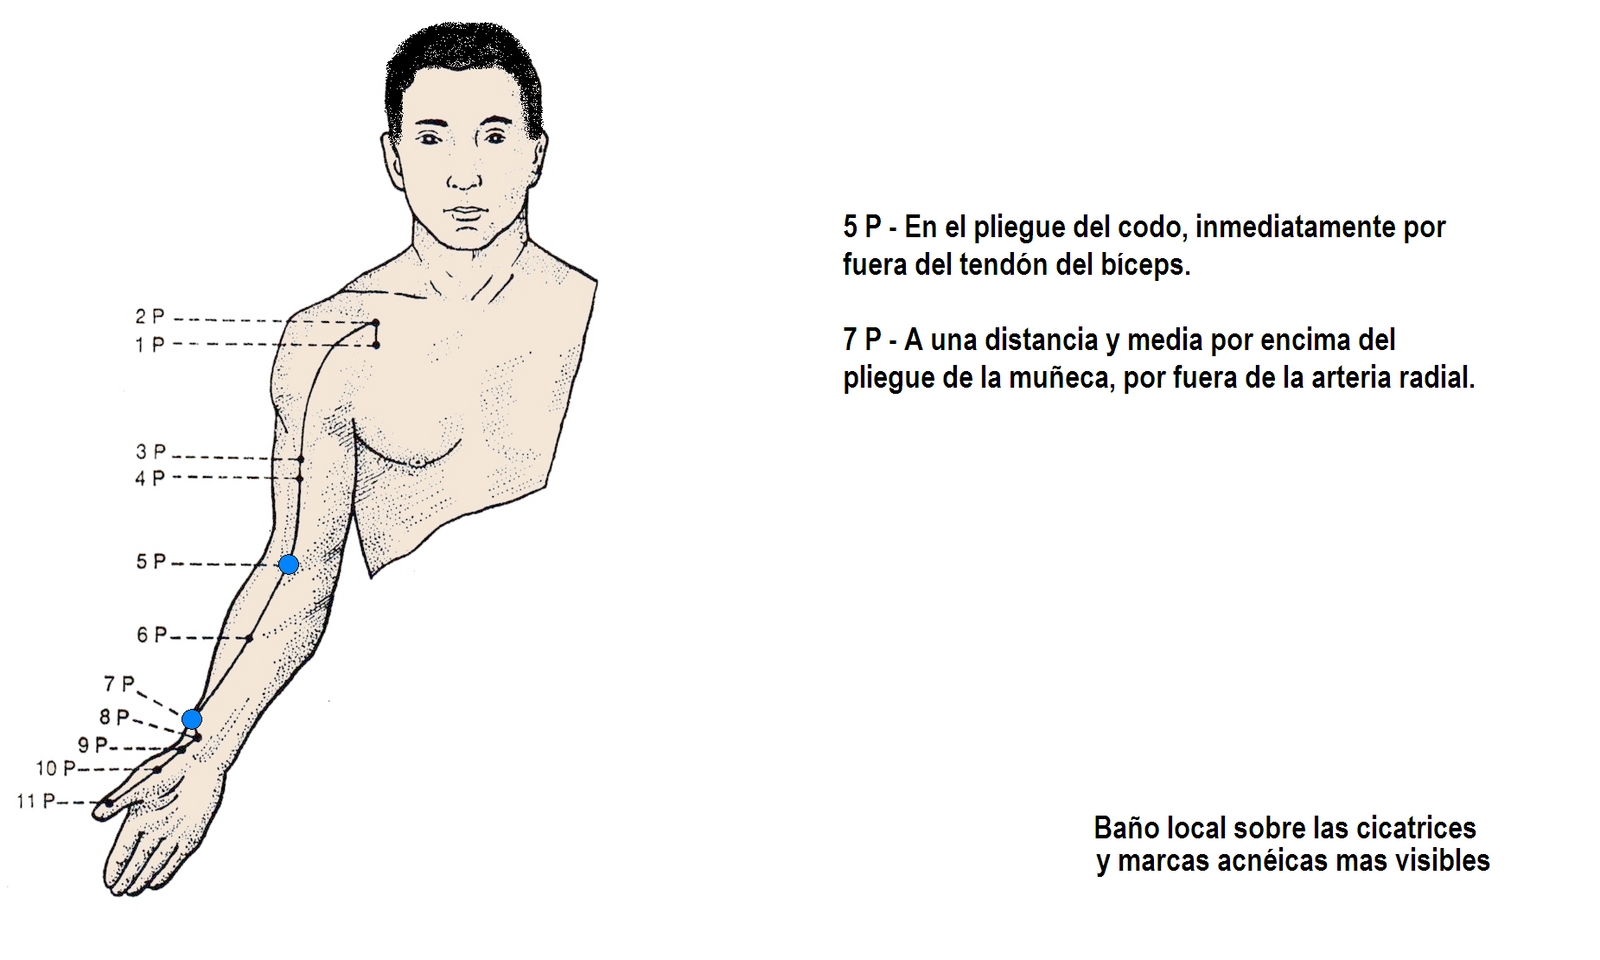 2 P
1 P
3 P
4 P
5 P
6 P
7 P
8 P
9 P
10 P
11 P
5 P - En el pliegue del codo, inmediatamente por
fuera del tendón del bíceps.
7 P - A una distancia y media por encima del
pliegue de la muñeca, por fuera de la arteria radial.
Baño local sobre las cicatrices
y marcas acnéicas mas visibles